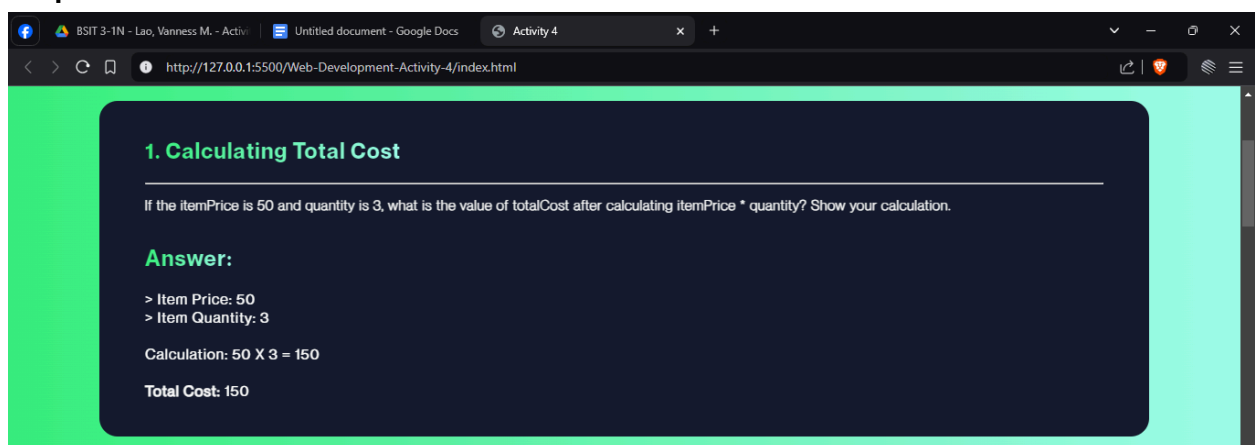 BSIT 3-1N - Lao, Vanness M. - Activi
Untitled document - Google Docs
Activity 4
http://127.0.0.1:5500/Web-Development-Activity-4/index.html
1. Calculating Total Cost
If the itemPrice is 50 and quantity is 3, what is the value of totalCost after calculating itemPrice * quantity? Show your calculation.
Answer:
> Item Price: 50
> Item Quantity: 3
Calculation: 50 X 3 = 150
Total Cost: 150